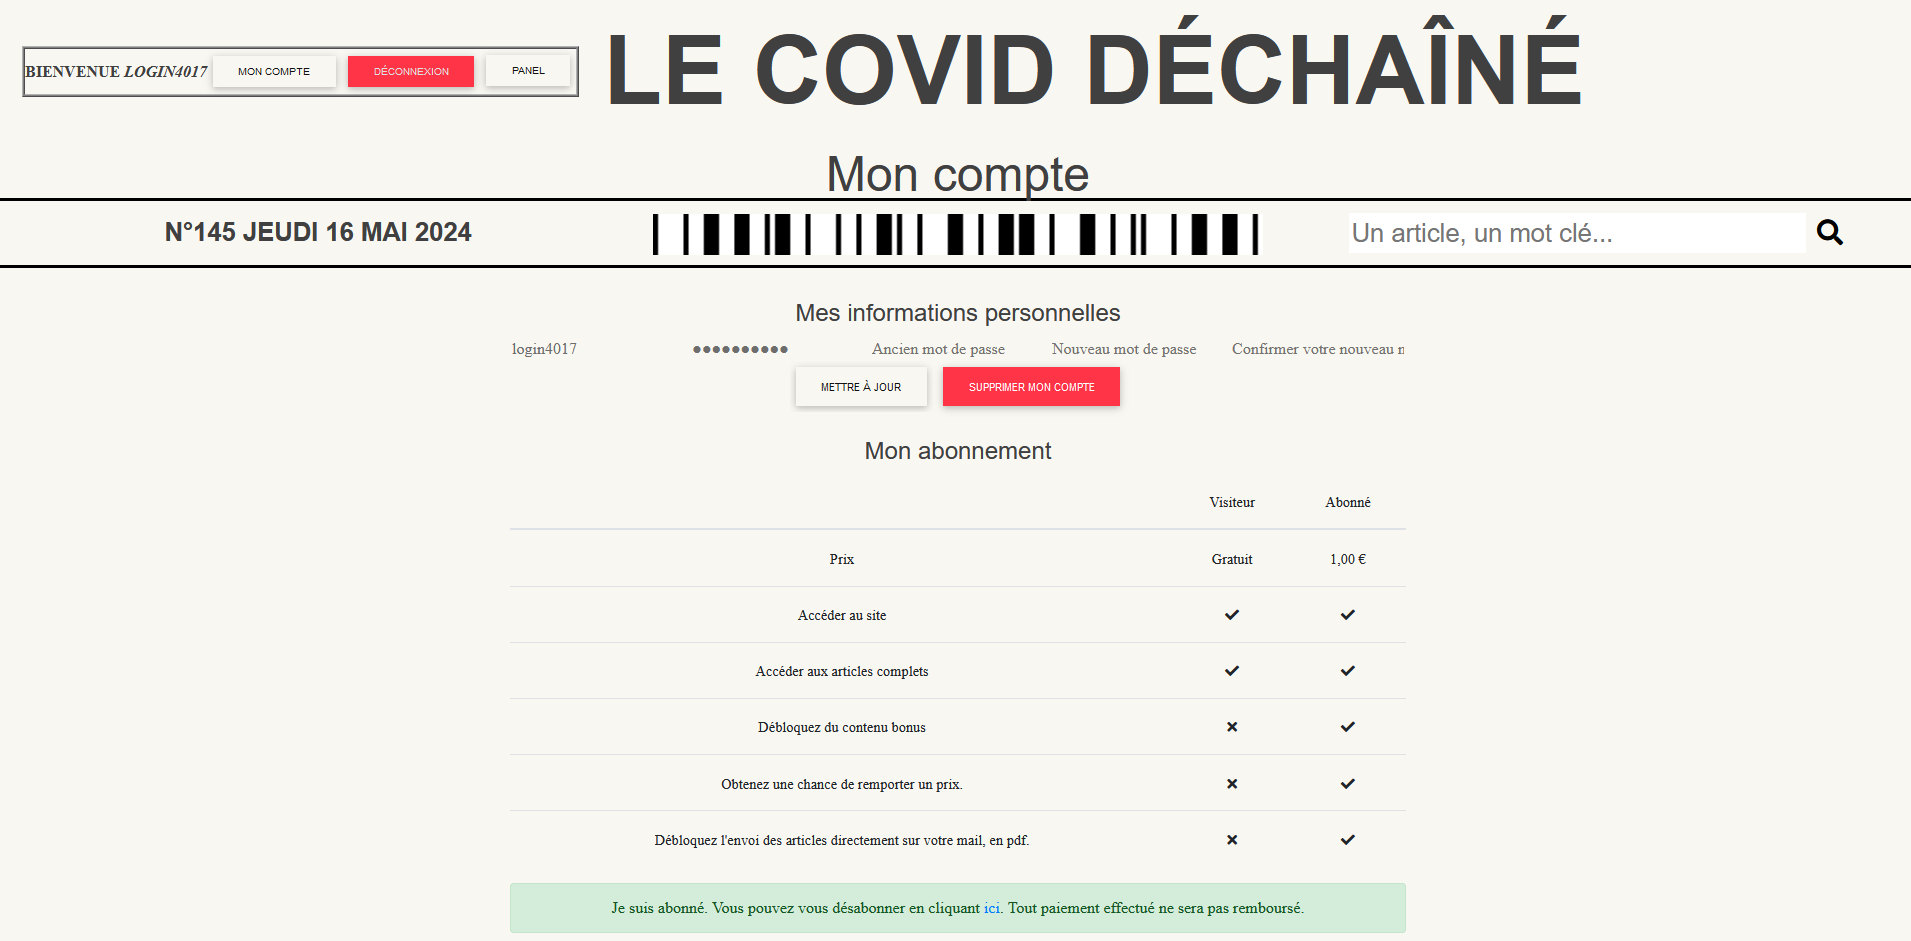 BIENVENUE LOGIN4017 MON COMPTE DÉCONNEXION PANEL
LE COVID DÉCHAÎNÉ
Mon compte
N°145 JEUDI 16 MAI 2024 Un article, un mot clé...
Mes informations personnelles
login4017 ●●●●●●●●●● Ancien mot de passe Nouveau mot de passe Confirmer votre nouveau
METTRE À JOUR SUPPRIMER MON COMPTE
Mon abonnement
Visiteur Abonné
Prix Gratuit 1,00 €
Accéder au site
Accéder aux articles complets
Débloquez du contenu bonus
Obtenez une chance de remporter un prix.
Débloquez l'envoi des articles directement sur votre mail, en pdf.
Je suis abonné. Vous pouvez vous désabonner en cliquant ici. Tout paiement effectué ne sera pas remboursé.